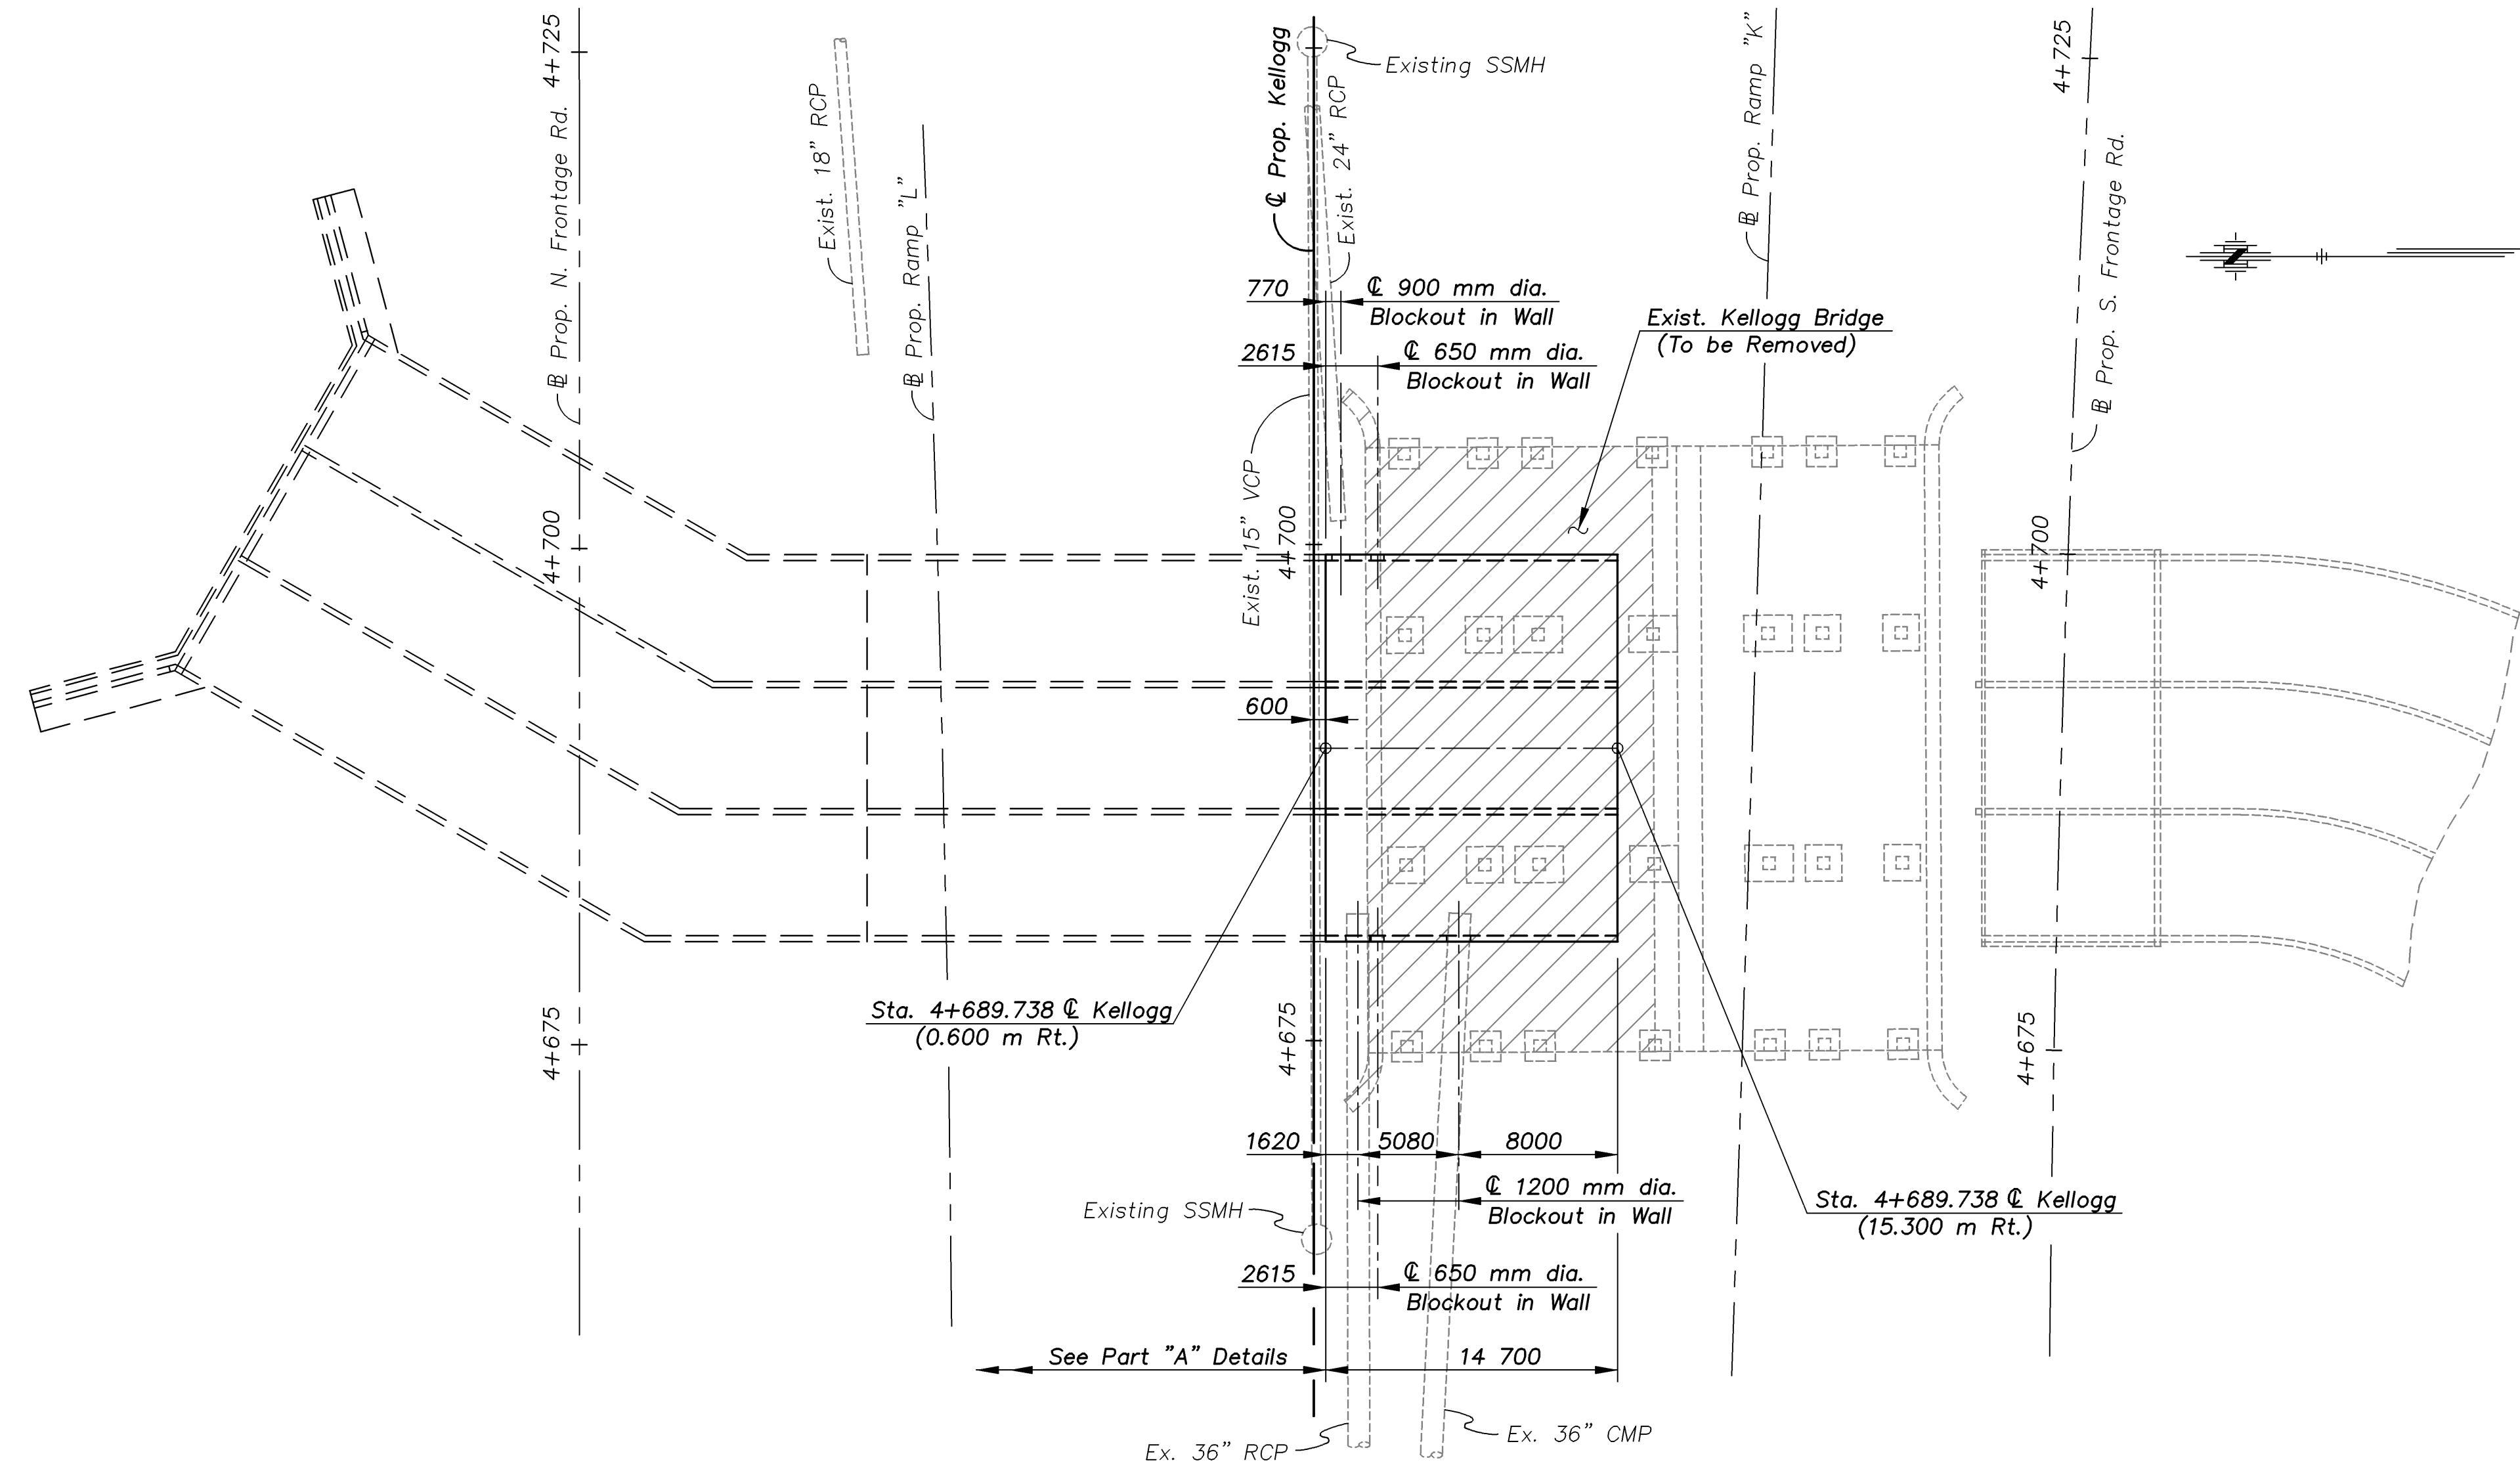 4+725
℄ Prop. Kellogg
Existing SSMH
Exist. 18" RCP
Exist. 24" RCP
℔ Prop. Ramp "K"
4+725
℔ Prop. N. Frontage Rd.
℔ Prop. Ramp "L"
℔ Prop. S. Frontage Rd.
N
770
℄ 900 mm dia.
Blockout in Wall
2615
℄ 650 mm dia.
Blockout in Wall
Exist. Kellogg Bridge
(To be Removed)
Exist. 15" VCP
4+700
4+700
4+700
600
Sta. 4+689.738 ℄ Kellogg
(0.600 m Rt.)
4+675
4+675
4+675
1620
5080
8000
℄ 1200 mm dia.
Blockout in Wall
Existing SSMH
Sta. 4+689.738 ℄ Kellogg
(15.300 m Rt.)
2615
℄ 650 mm dia.
Blockout in Wall
See Part "A" Details
14 700
Ex. 36" RCP
Ex. 36" CMP